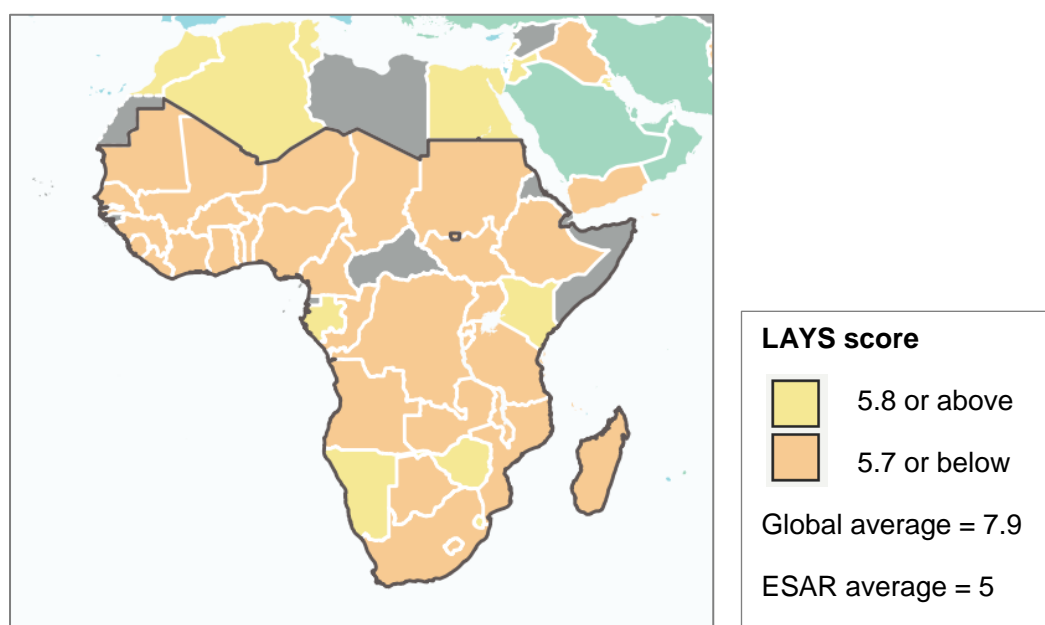 LAYS score
5.8 or above
5.7 or below
Global average = 7.9
ESAR average = 5